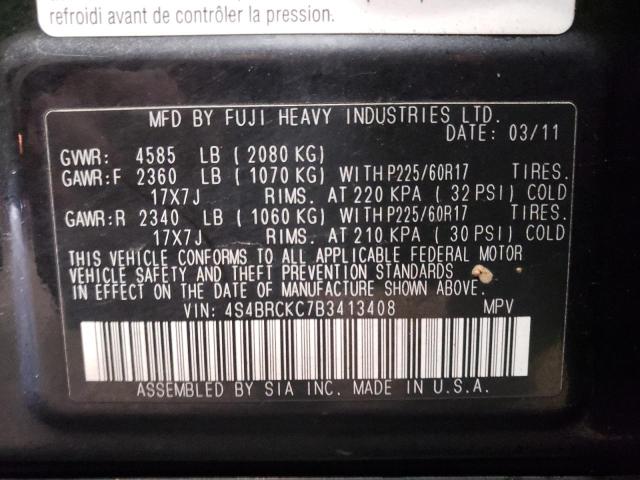 refroidi avant de contrôler la pression.
MFD BY FUJI HEAVY INDUSTRIES LTD.
DATE: 03/11
GVWR: 4585 LB ( 2080 KG)
GAWR:F 2360 LB ( 1070 KG) WITH P225/60R17 TIRES.
17X7J RIMS. AT 220 KPA ( 32 PSI) COLD
GAWR:R 2340 LB ( 1060 KG) WITH P225/60R17 TIRES.
17X7J RIMS. AT 210 KPA ( 30 PSI) COLD
THIS VEHICLE CONFORMS TO ALL APPLICABLE FEDERAL MOTOR
VEHICLE SAFETY AND THEFT PREVENTION STANDARDS
IN EFFECT ON THE DATE OF MANUFACTURE SHOWN ABOVE.
VIN: 4S4BRCKC7B3413408 MPV
ASSEMBLED BY SIA INC. MADE IN U.S.A.